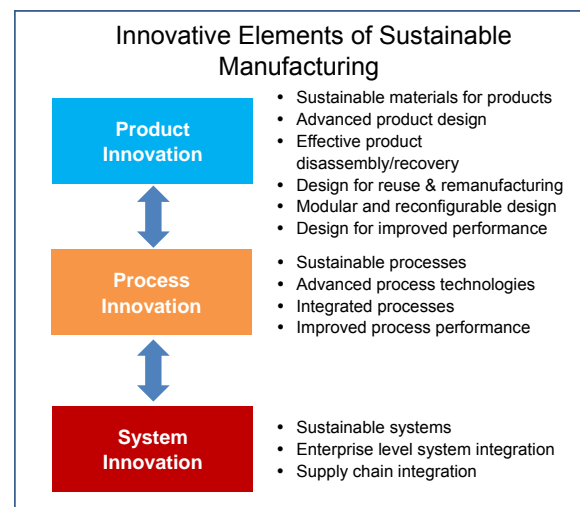 Innovative Elements of Sustainable
Manufacturing
Product
Innovation
• Sustainable materials for products
• Advanced product design
• Effective product
disassembly/recovery
• Design for reuse & remanufacturing
• Modular and reconfigurable design
• Design for improved performance
Process
Innovation
• Sustainable processes
• Advanced process technologies
• Integrated processes
• Improved process performance
System
Innovation
• Sustainable systems
• Enterprise level system integration
• Supply chain integration